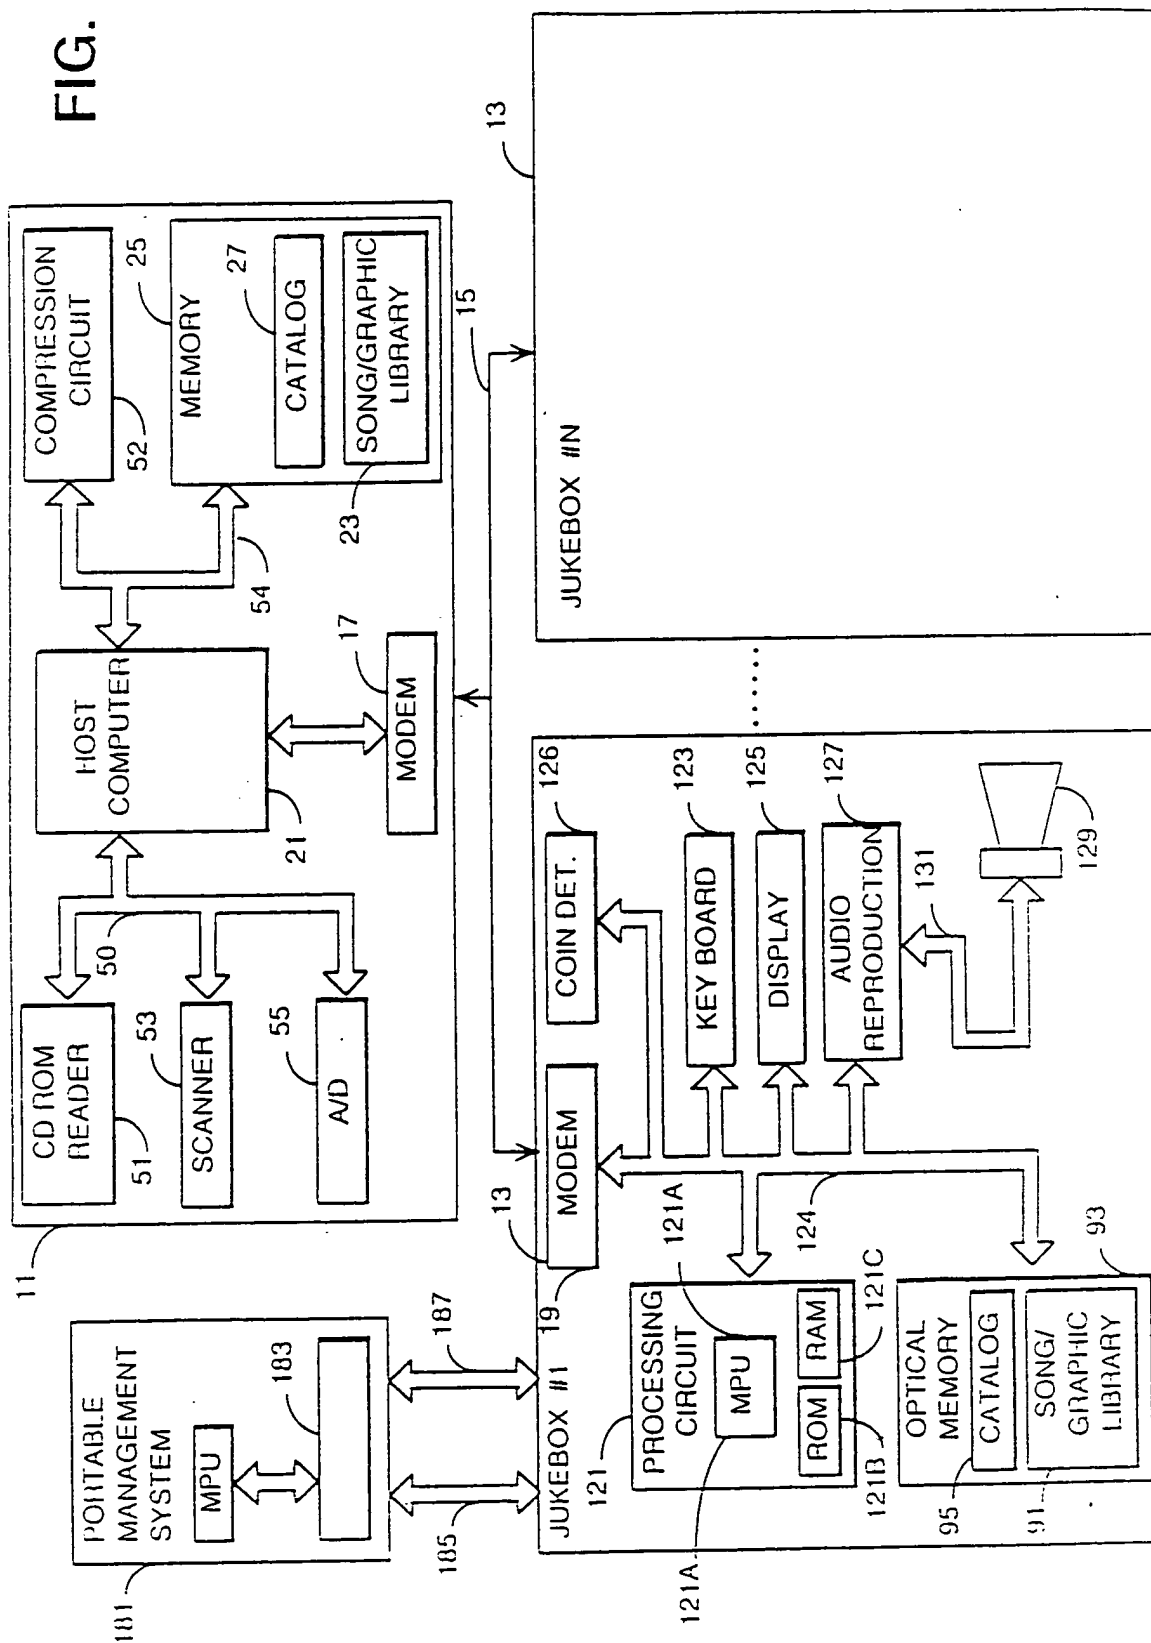 FIG.
COMPRESSION
CIRCUIT
52
25
MEMORY
27
CATALOG
SONG/GRAPHIC
LIBRARY
23
54
HOST
COMPUTER
21
17
MODEM
50
CD ROM
READER
51
53
SCANNER
55
A/D
11
15
13
JUKEBOX #N
......
PORTABLE
MANAGEMENT
SYSTEM
MPU
183
181
185
187
JUKEBOX #1
13
19
MODEM
126
COIN DET.
123
KEY BOARD
125
DISPLAY
127
AUDIO
REPRODUCTION
131
129
124
121
PROCESSING
CIRCUIT
121A
MPU
121A
ROM
RAM
121B
121C
93
OPTICAL
MEMORY
CATALOG
95
SONG/
GRAPHIC
LIBRARY
91